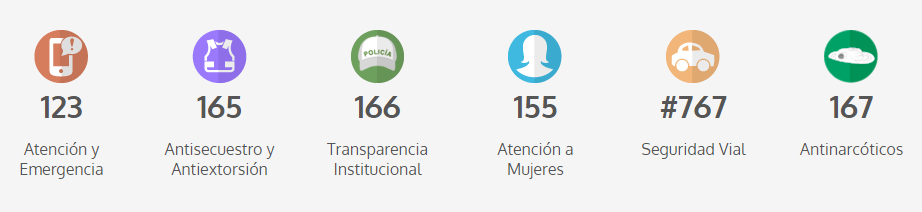 POLICÍA
123
Atención y
Emergencia
165
Antisecuestro y
Antiextorsión
166
Transparencia
Institucional
155
Atención a
Mujeres
#767
Seguridad Vial
167
Antinarcóticos